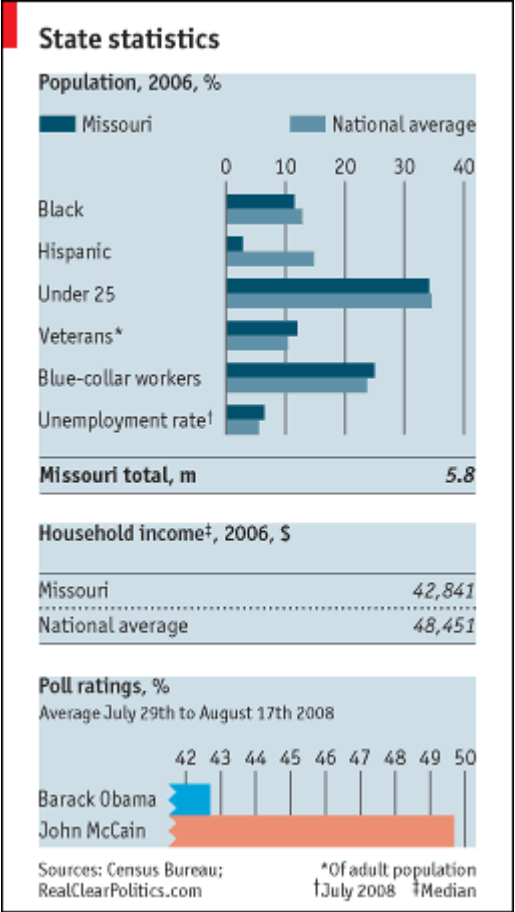 State statistics
Population, 2006, %
Missouri National average
0 10 20 30 40
Black
Hispanic
Under 25
Veterans*
Blue-collar workers
Unemployment rate†
Missouri total, m 5.8
Household income‡, 2006, $
Missouri 42,841
National average 48,451
Poll ratings, %
Average July 29th to August 17th 2008
42 43 44 45 46 47 48 49 50
Barack Obama
John McCain
Sources: Census Bureau; *Of adult population
RealClearPolitics.com †July 2008 ‡Median